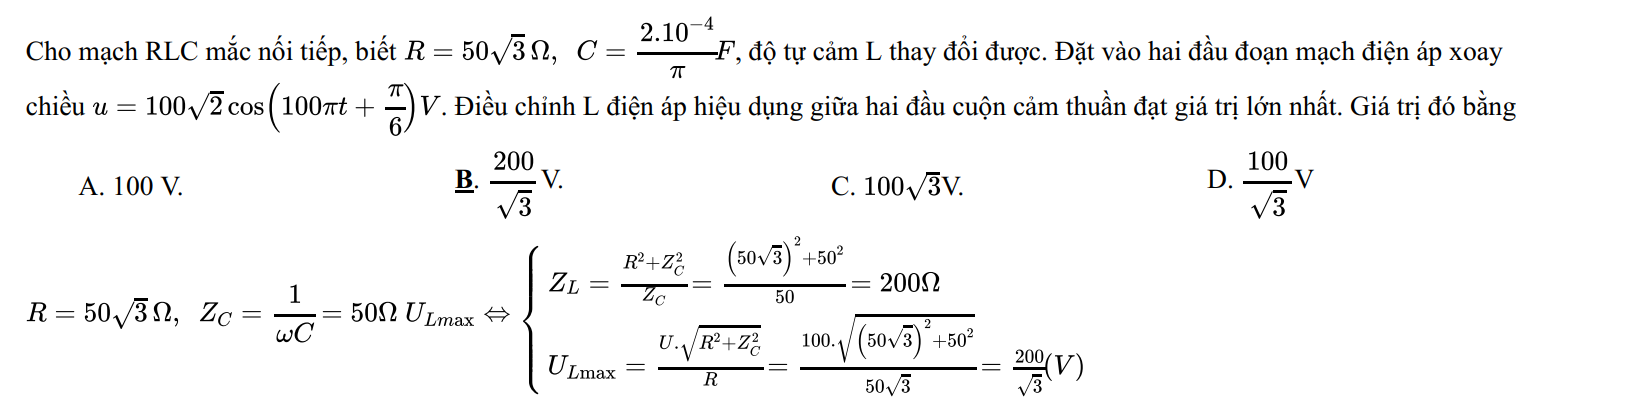 Cho mạch RLC mắc nối tiếp, biết $R = 50\sqrt{3}\,\Omega,\ \ C = \dfrac{2.10^{-4}}{\pi}F$, độ tự cảm L thay đổi được. Đặt vào hai đầu đoạn mạch điện áp xoay
chiều $u = 100\sqrt{2}\cos\left(100\pi t + \dfrac{\pi}{6}\right)V$. Điều chỉnh L điện áp hiệu dụng giữa hai đầu cuộn cảm thuần đạt giá trị lớn nhất. Giá trị đó bằng
A. 100 V. B. $\dfrac{200}{\sqrt{3}}$ V. C. $100\sqrt{3}$V. D. $\dfrac{100}{\sqrt{3}}$ V
$R = 50\sqrt{3}\,\Omega,\ \ Z_C = \dfrac{1}{\omega C} = 50\Omega\ U_{Lmax} \Leftrightarrow \begin{cases} Z_L = \frac{R^2+Z_C^2}{Z_C} = \frac{\left(50\sqrt{3}\right)^2+50^2}{50} = 200\Omega \\ U_{L\max} = \frac{U.\sqrt{R^2+Z_C^2}}{R} = \frac{100.\sqrt{\left(50\sqrt{3}\right)^2+50^2}}{50\sqrt{3}} = \frac{200}{\sqrt{3}}(V) \end{cases}$